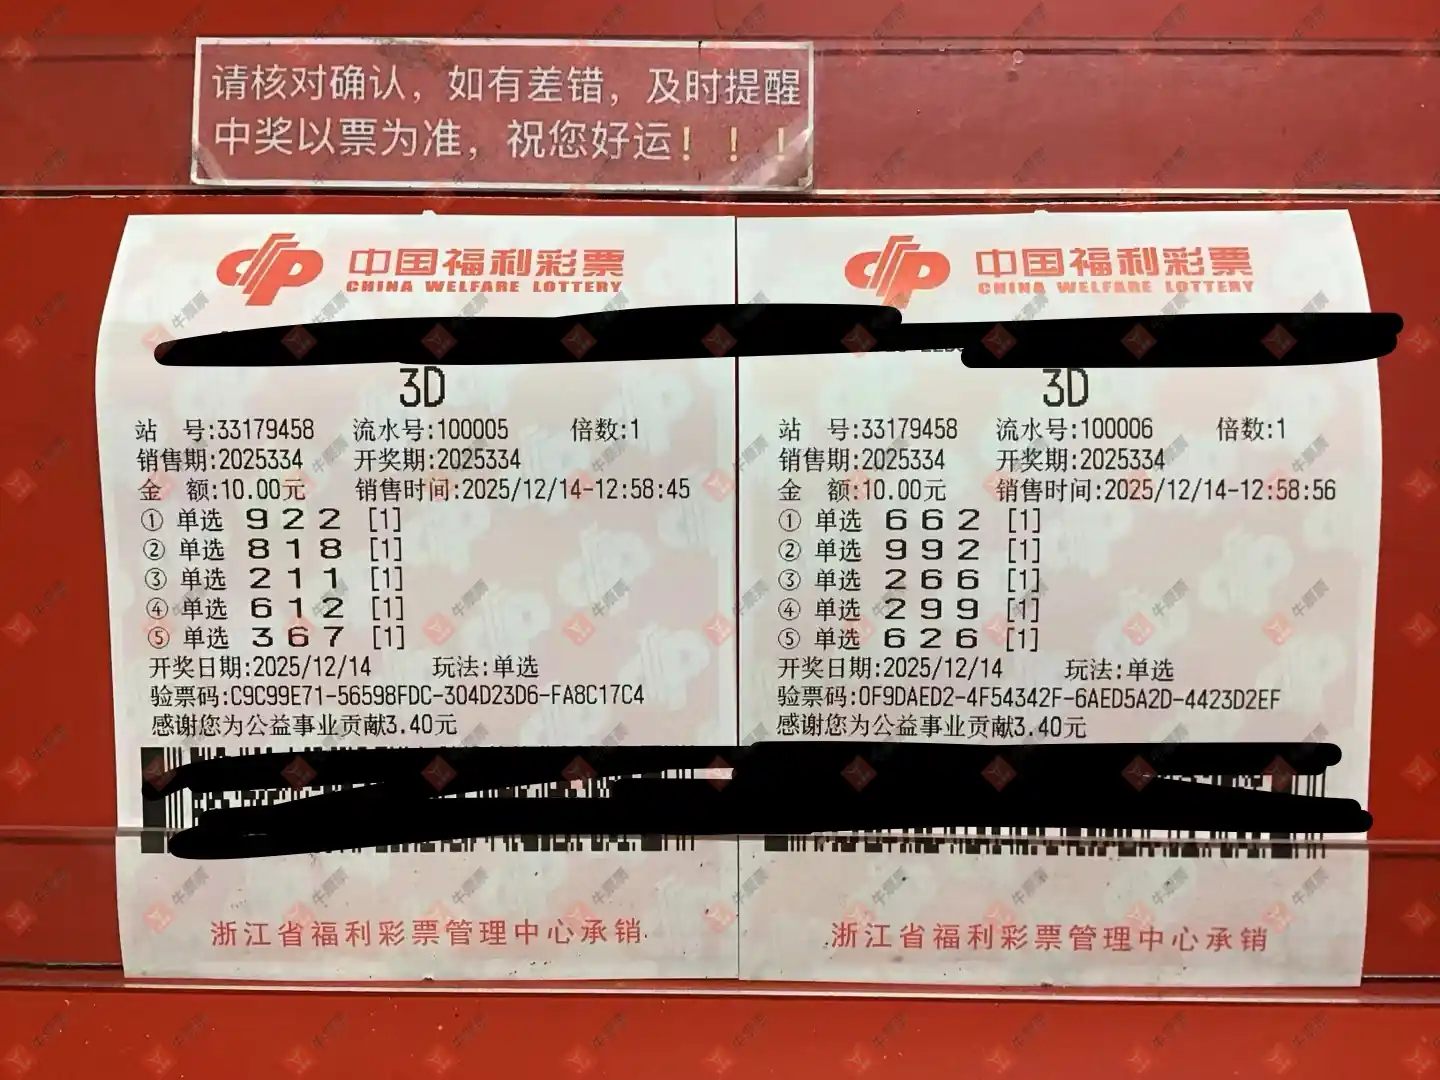 请核对确认，如有差错，及时提醒
中奖以票为准，祝您好运！！！
中国福利彩票
CHINA WELFARE LOTTERY
3D
站 号:33179458 流水号:100005 倍数:1
销售期:2025334 开奖期:2025334
金 额:10.00元 销售时间:2025/12/14-12:58:45
① 单选 9 2 2 [1]
② 单选 8 1 8 [1]
③ 单选 2 1 1 [1]
④ 单选 6 1 2 [1]
⑤ 单选 3 6 7 [1]
开奖日期:2025/12/14 玩法:单选
验票码:C9C99E71-56598FDC-304D23D6-FA8C17C4
感谢您为公益事业贡献3.40元
浙江省福利彩票管理中心承销
中国福利彩票
CHINA WELFARE LOTTERY
3D
站 号:33179458 流水号:100006 倍数:1
销售期:2025334 开奖期:2025334
金 额:10.00元 销售时间:2025/12/14-12:58:56
① 单选 6 6 2 [1]
② 单选 9 9 2 [1]
③ 单选 2 6 6 [1]
④ 单选 2 9 9 [1]
⑤ 单选 6 2 6 [1]
开奖日期:2025/12/14 玩法:单选
验票码:0F9DAED2-4F54342F-6AED5A2D-4423D2EF
感谢您为公益事业贡献3.40元
浙江省福利彩票管理中心承销